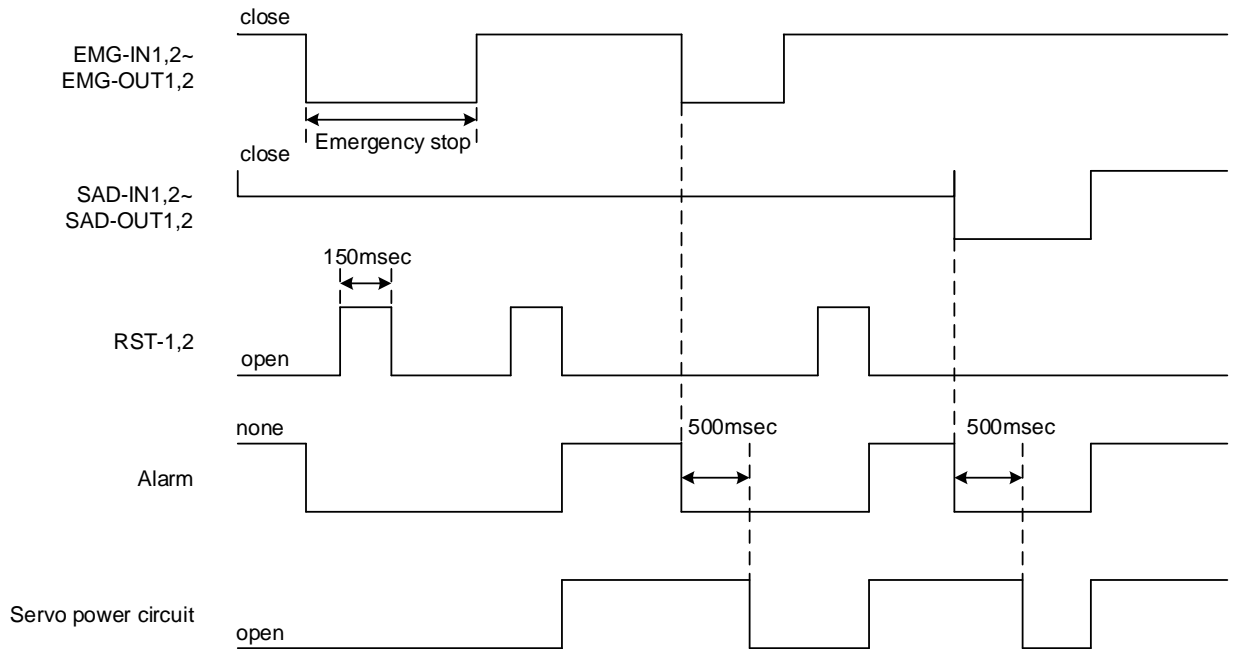 close
EMG-IN1,2~
EMG-OUT1,2
Emergency stop
close
SAD-IN1,2~
SAD-OUT1,2
150msec
RST-1,2
open
none
500msec
500msec
Alarm
Servo power circuit
open